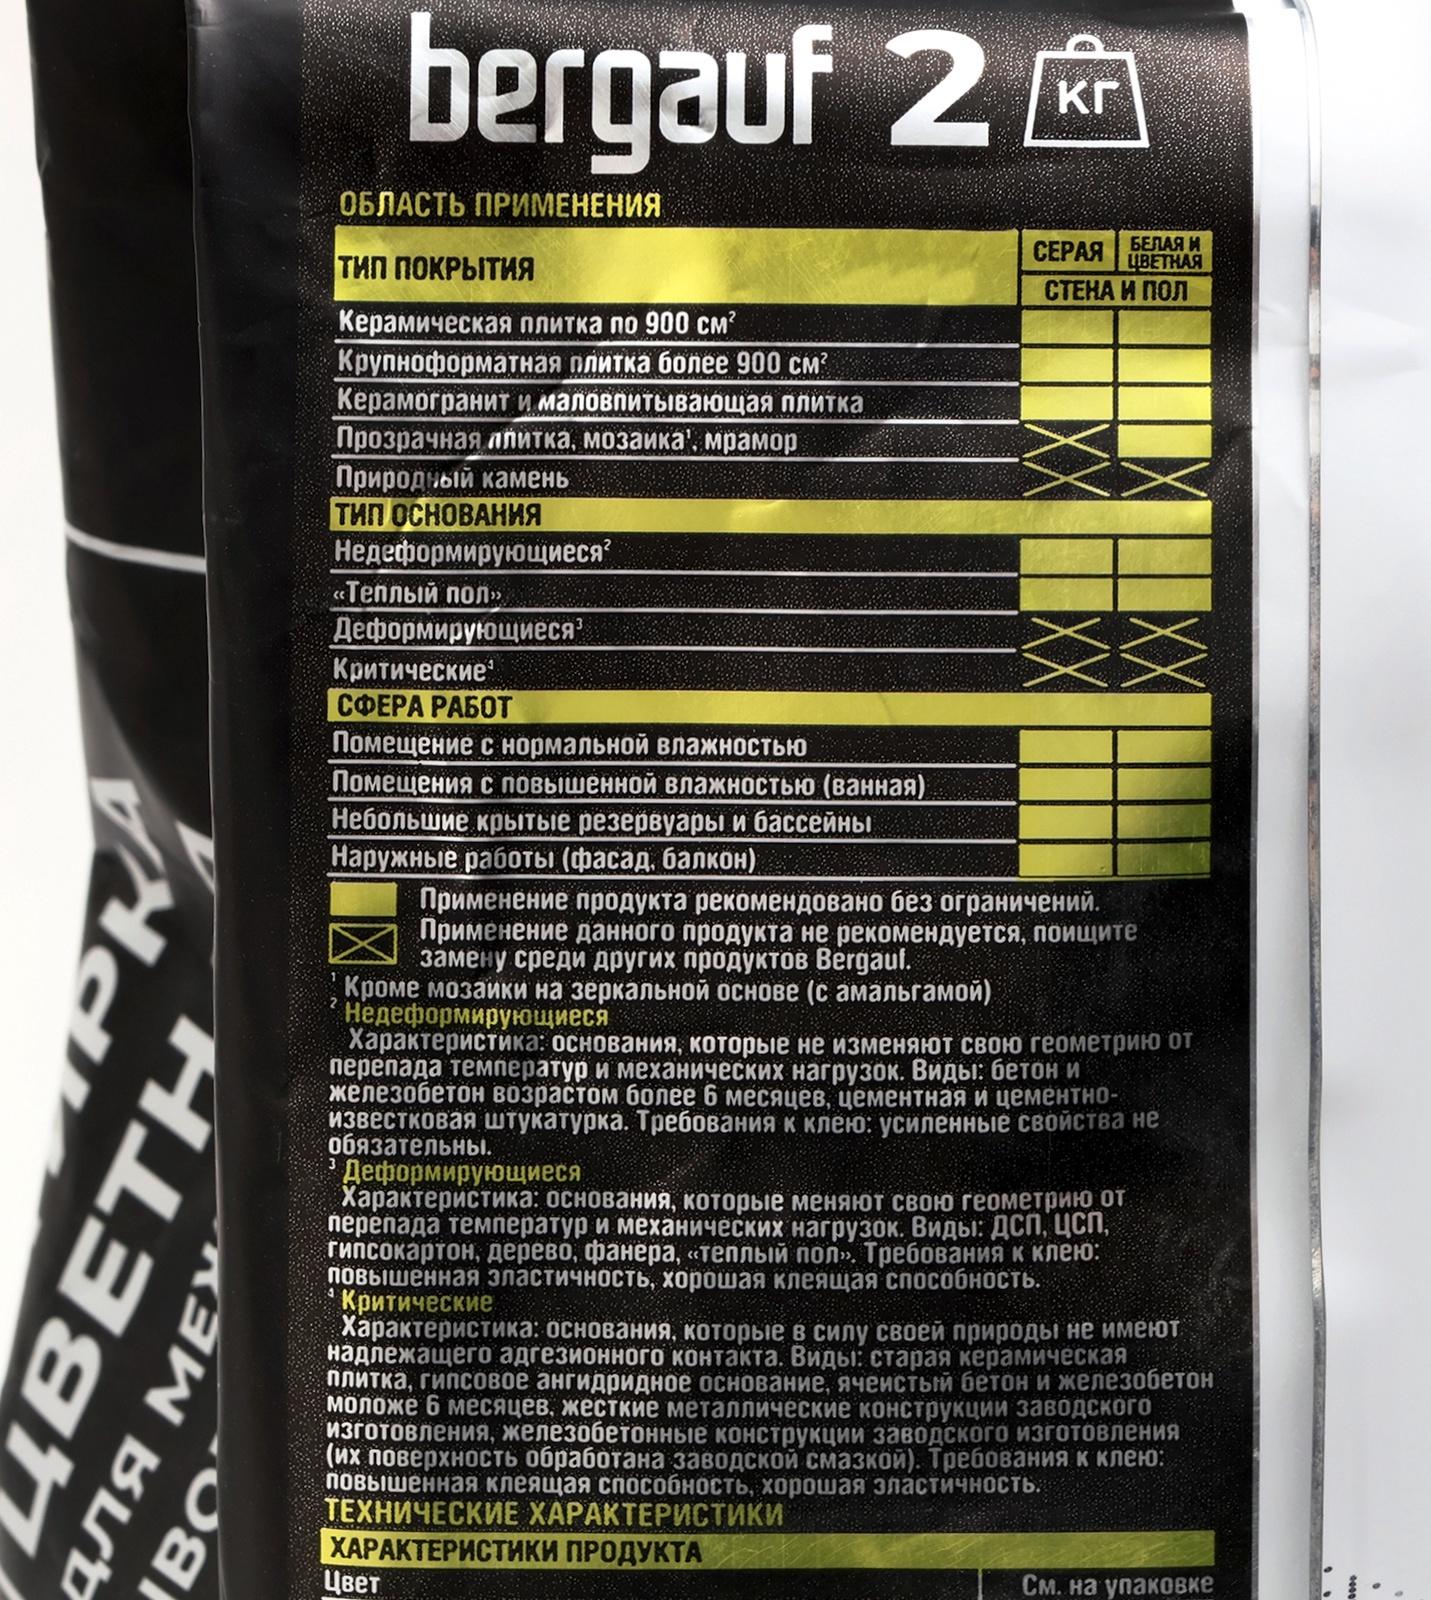 bergauf 2 кг
ОБЛАСТЬ ПРИМЕНЕНИЯ
ТИП ПОКРЫТИЯ
СЕРАЯ
БЕЛАЯ И
ЦВЕТНАЯ
СТЕНА И ПОЛ
Керамическая плитка по 900 см²
Крупноформатная плитка более 900 см²
Керамогранит и маловпитывающая плитка
Прозрачная плитка, мозаика¹, мрамор
Природный камень
ТИП ОСНОВАНИЯ
Недеформирующиеся²
«Теплый пол»
Деформирующиеся³
Критические⁴
СФЕРА РАБОТ
Помещение с нормальной влажностью
Помещения с повышенной влажностью (ванная)
Небольшие крытые резервуары и бассейны
Наружные работы (фасад, балкон)
Применение продукта рекомендовано без ограничений.
Применение данного продукта не рекомендуется, поищите
замену среди других продуктов Bergauf.
¹ Кроме мозаики на зеркальной основе (с амальгамой)
² Недеформирующиеся
Характеристика: основания, которые не изменяют свою геометрию от
перепада температур и механических нагрузок. Виды: бетон и
железобетон возрастом более 6 месяцев, цементная и цементно-
известковая штукатурка. Требования к клею: усиленные свойства не
обязательны.
³ Деформирующиеся
Характеристика: основания, которые меняют свою геометрию от
перепада температур и механических нагрузок. Виды: ДСП, ЦСП,
гипсокартон, дерево, фанера, «теплый пол». Требования к клею:
повышенная эластичность, хорошая клеящая способность.
⁴ Критические
Характеристика: основания, которые в силу своей природы не имеют
надлежащего адгезионного контакта. Виды: старая керамическая
плитка, гипсовое ангидридное основание, ячеистый бетон и железобетон
моложе 6 месяцев, жесткие металлические конструкции заводского
изготовления, железобетонные конструкции заводского изготовления
(их поверхность обработана заводской смазкой). Требования к клею:
повышенная клеящая способность, хорошая эластичность.
ТЕХНИЧЕСКИЕ ХАРАКТЕРИСТИКИ
ХАРАКТЕРИСТИКИ ПРОДУКТА
Цвет См. на упаковке
ЦВЕТН
ДЛЯ МЕЖ